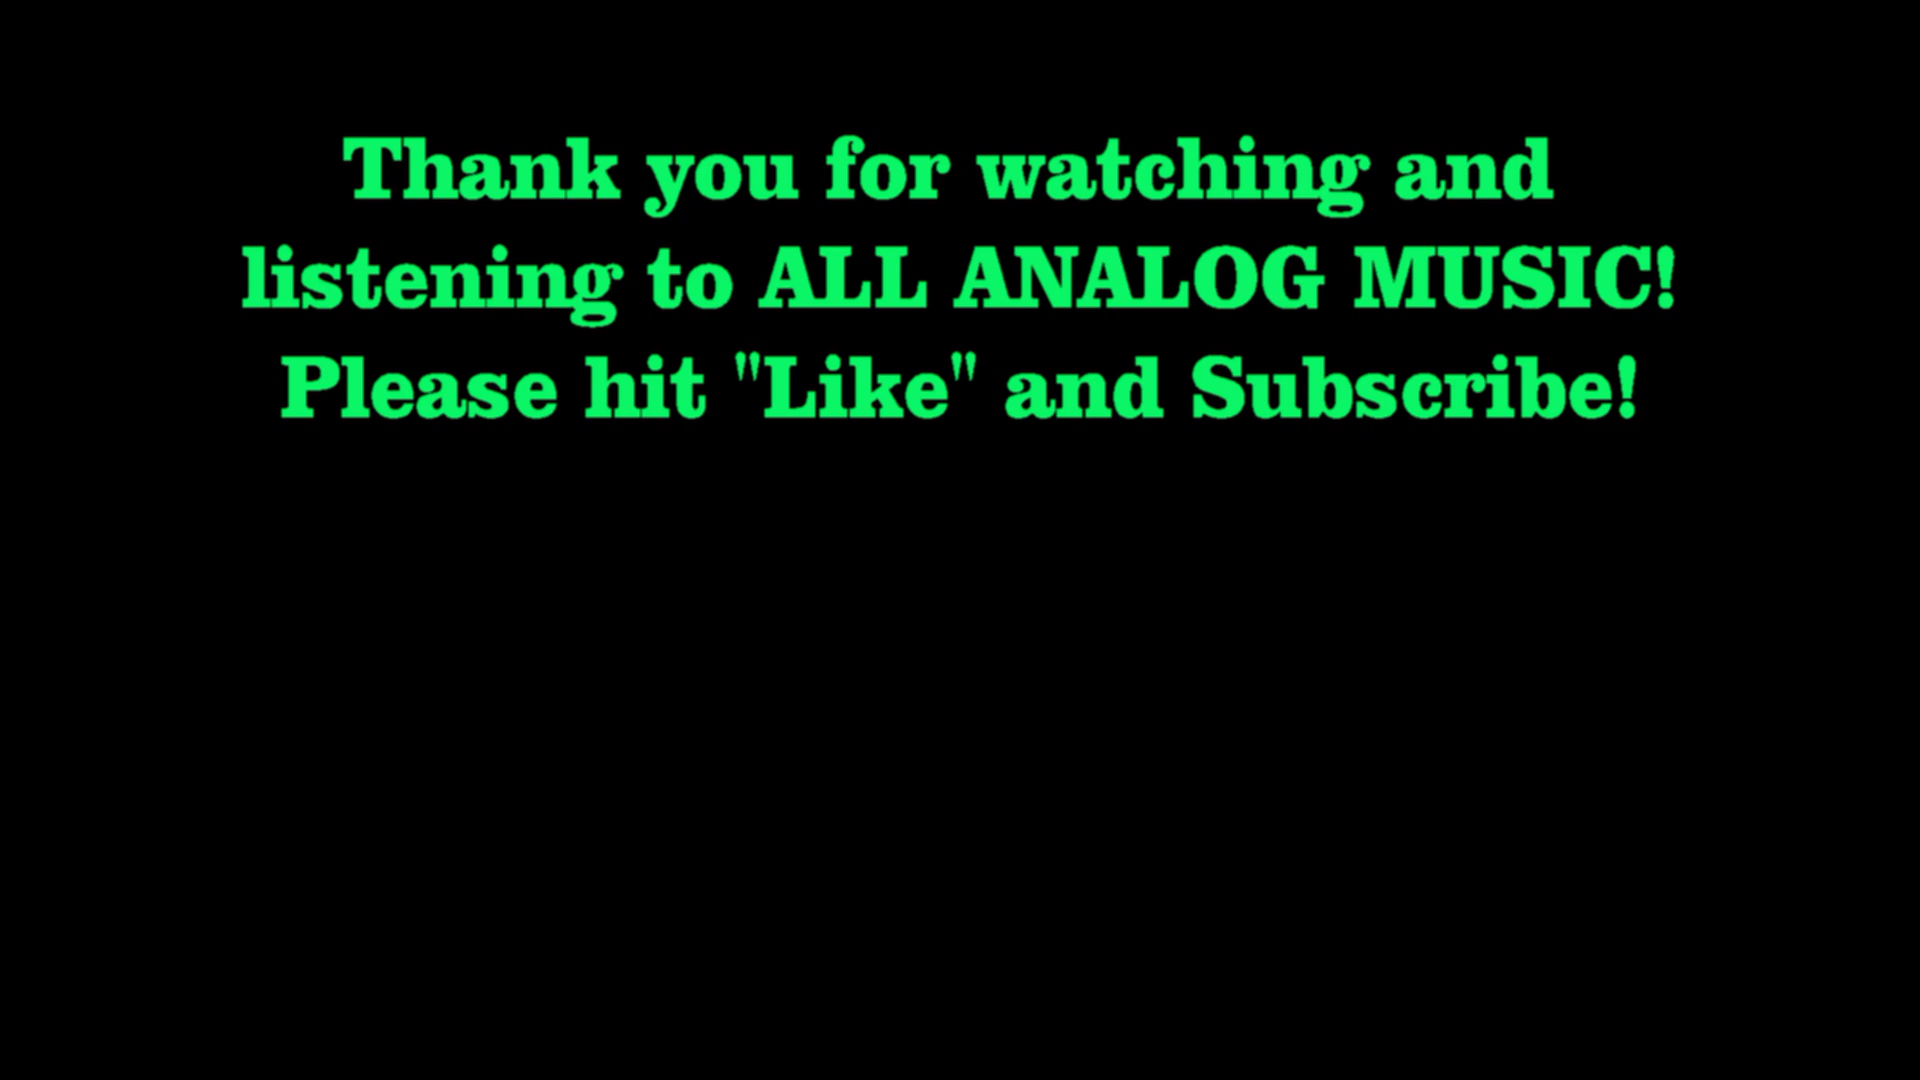 Thank you for watching and
listening to ALL ANALOG MUSIC!
Please hit "Like" and Subscribe!